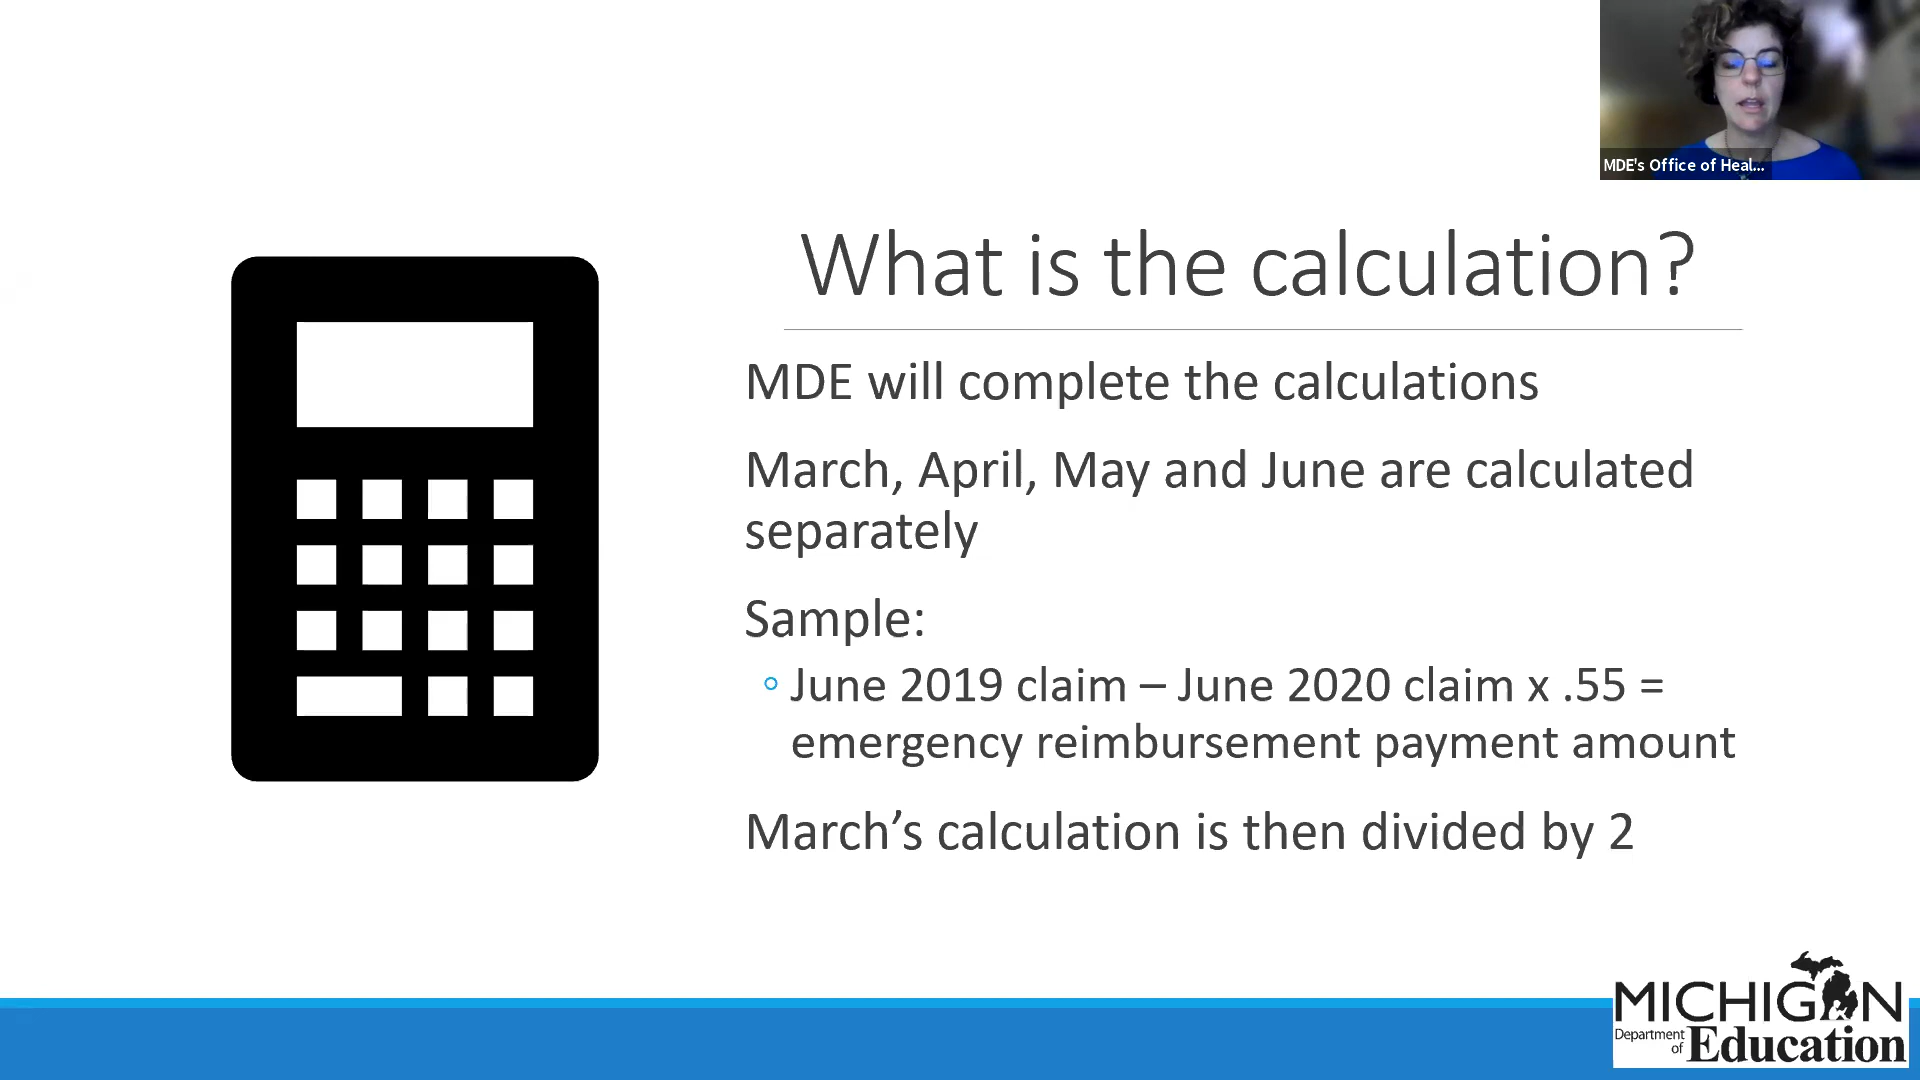 MDE's Office of Heal...
What is the calculation?
MDE will complete the calculations
March, April, May and June are calculated
separately
Sample:
June 2019 claim – June 2020 claim x .55 =
emergency reimbursement payment amount
March’s calculation is then divided by 2
MICHIGAN
Department
of Education